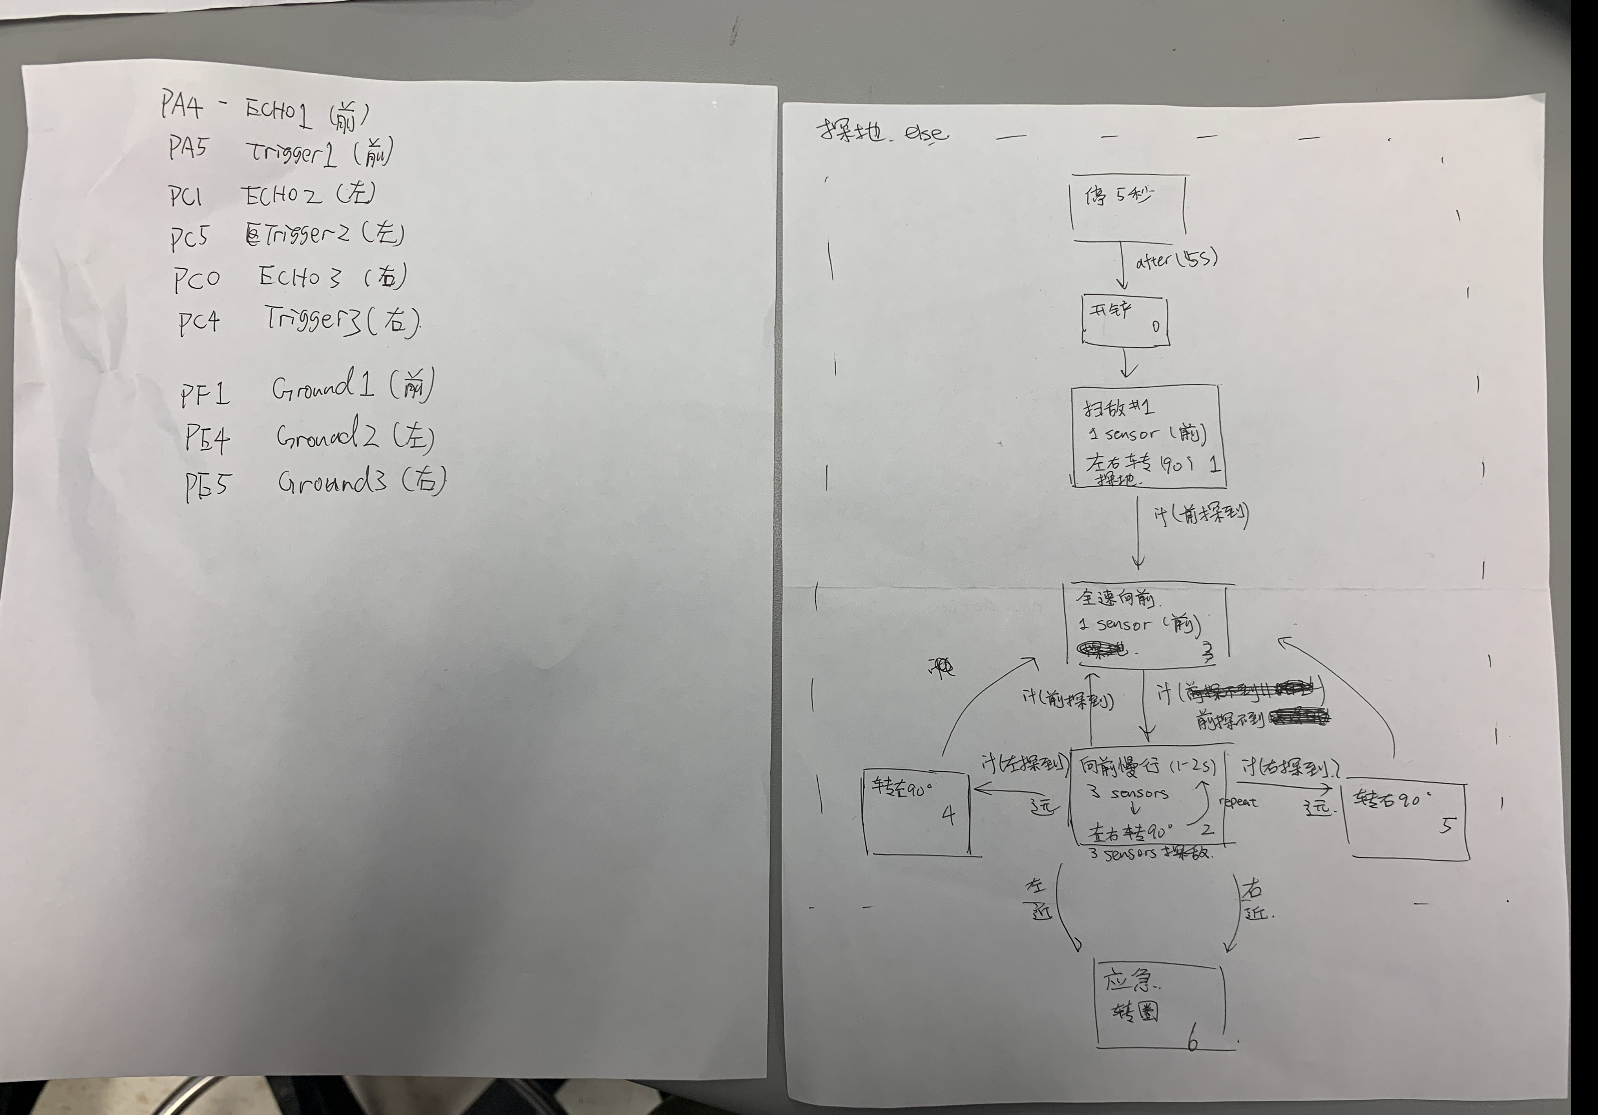 PA4 - ECHO1 (前)
PA5 Trigger1 (前)
PC1 ECHO2 (左)
PC5 Trigger2 (左)
PC0 ECHO3 (右)
PC4 Trigger3 (右)
PF1 Ground1 (前)
PE4 Ground2 (左)
PE5 Ground3 (右)
探地. else
停5秒
after(5s)
开铲
0
扫敌#1
1 sensor (前)
左右转(90°) 1
探地.
if(前探到)
全速向前.
1 sensor (前)
3
if(前探到)
if(
前探不到
if(左探到)
3远
转左90°
4
向前慢行 (1-2s)
3 sensors
左右转90° 2
repeat
3 sensors 探敌.
if(右探到)
3远.
转右90°
5
左
近
右
近.
应急.
转圈
6